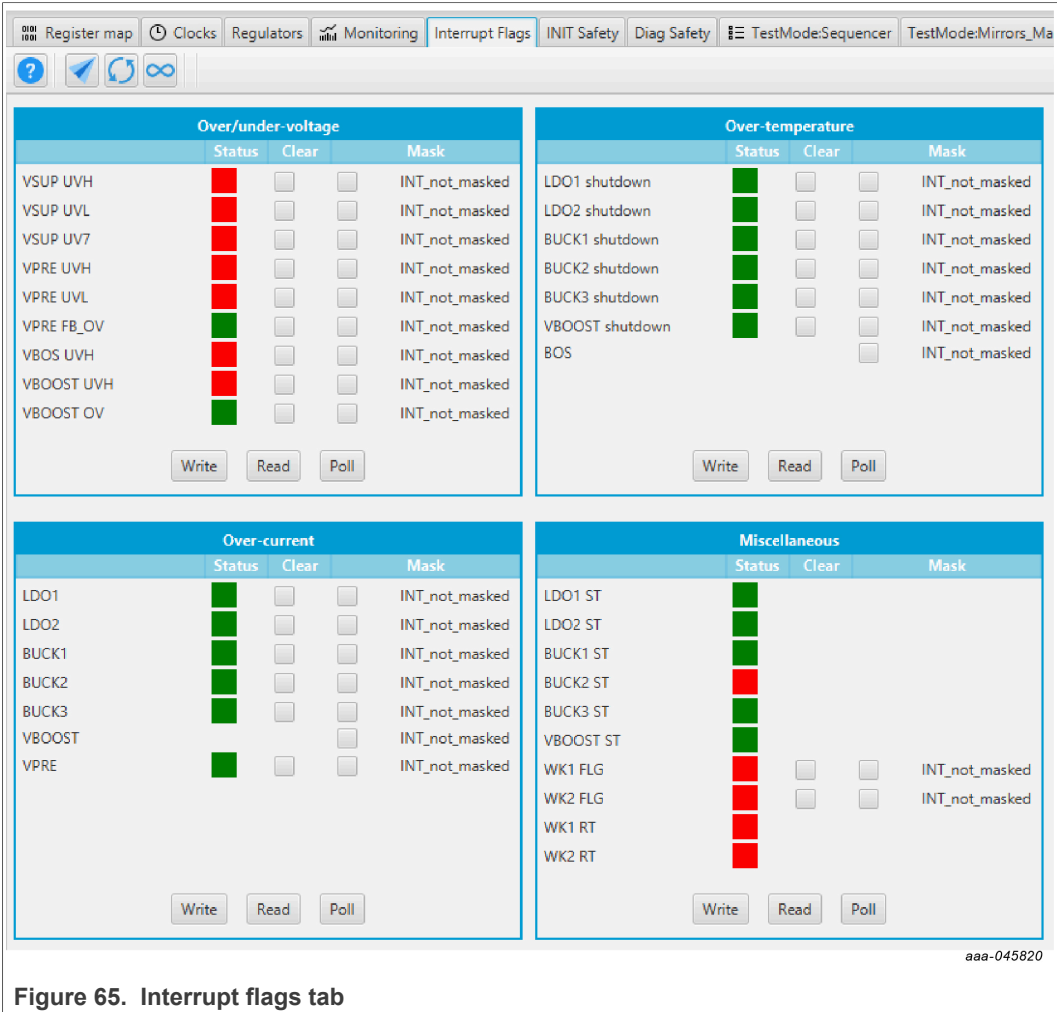 0101 1001 Register map Clocks Regulators Monitoring Interrupt Flags INIT Safety Diag Safety TestMode:Sequencer TestMode:Mirrors_Ma
?
Over/under-voltage
Status Clear Mask
VSUP UVH INT_not_masked
VSUP UVL INT_not_masked
VSUP UV7 INT_not_masked
VPRE UVH INT_not_masked
VPRE UVL INT_not_masked
VPRE FB_OV INT_not_masked
VBOS UVH INT_not_masked
VBOOST UVH INT_not_masked
VBOOST OV INT_not_masked
Write Read Poll
Over-temperature
Status Clear Mask
LDO1 shutdown INT_not_masked
LDO2 shutdown INT_not_masked
BUCK1 shutdown INT_not_masked
BUCK2 shutdown INT_not_masked
BUCK3 shutdown INT_not_masked
VBOOST shutdown INT_not_masked
BOS INT_not_masked
Write Read Poll
Over-current
Status Clear Mask
LDO1 INT_not_masked
LDO2 INT_not_masked
BUCK1 INT_not_masked
BUCK2 INT_not_masked
BUCK3 INT_not_masked
VBOOST INT_not_masked
VPRE INT_not_masked
Write Read Poll
Miscellaneous
Status Clear Mask
LDO1 ST
LDO2 ST
BUCK1 ST
BUCK2 ST
BUCK3 ST
VBOOST ST
WK1 FLG INT_not_masked
WK2 FLG INT_not_masked
WK1 RT
WK2 RT
Write Read Poll
aaa-045820
Figure 65. Interrupt flags tab